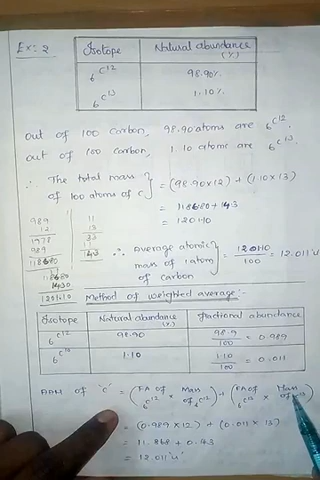 Ex: 2
Isotope Natural abundance (%)
₆C¹² 98.90%
₆C¹³ 1.10%
Out of 100 Carbon, 98.90 atoms are ₆C¹².
Out of 100 Carbon, 1.10 atoms are ₆C¹³.
∴ The total mass of 100 atoms of C} = (98.90×12) + (1.10×13)
= 1186.80 + 14.3
= 1201.10
989
12
1978
989
11868
1186.80
14.30
1201.10
11
13
33
11
143
∴ Average atomic mass of 1 atom of carbon} = 1201.10/100 = 12.011 'u'
Method of weighted average:-
Isotope Natural abundance (%) Fractional abundance
₆C¹² 98.90 98.9/100 = 0.989
₆C¹³ 1.10 1.10/100 = 0.011
AAM of 'C' = (FA of ₆C¹² × Mass of ₆C¹²) + (FA of ₆C¹³ × Mass of
= (0.989×12) + (0.011×13)
= 11.868 + 0.143
= 12.011 'u'